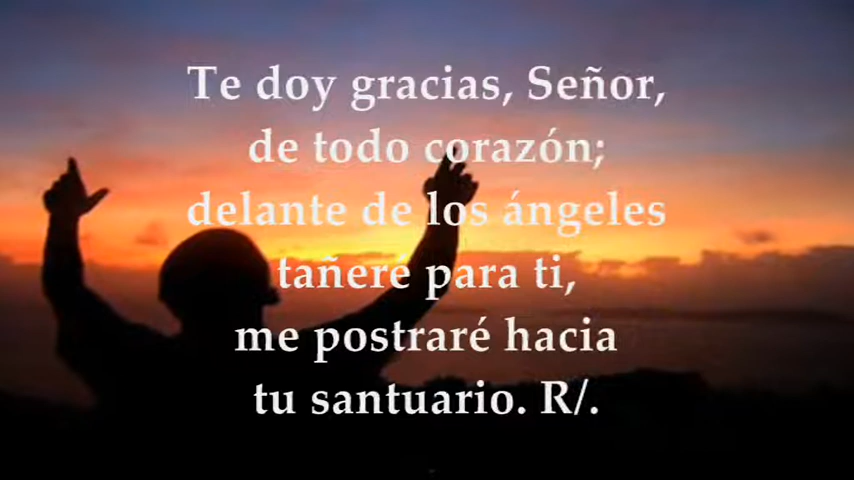 Te doy gracias, Señor,
de todo corazón;
delante de los ángeles
tañeré para ti,
me postraré hacia
tu santuario. R/.